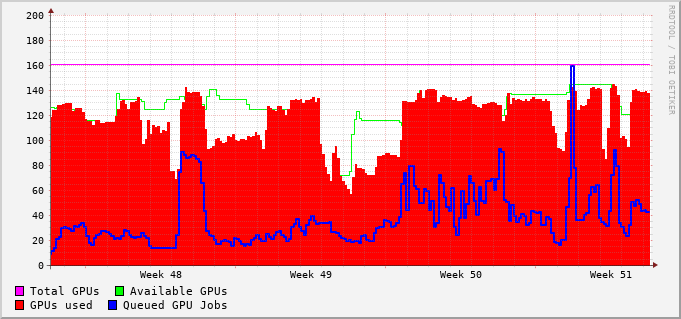 200
180
160
140
120
100
80
60
40
20
0
Week 48 Week 49 Week 50 Week 51
Total GPUs Available GPUs
GPUs used Queued GPU Jobs
RRDTOOL / TOBI OETIKER